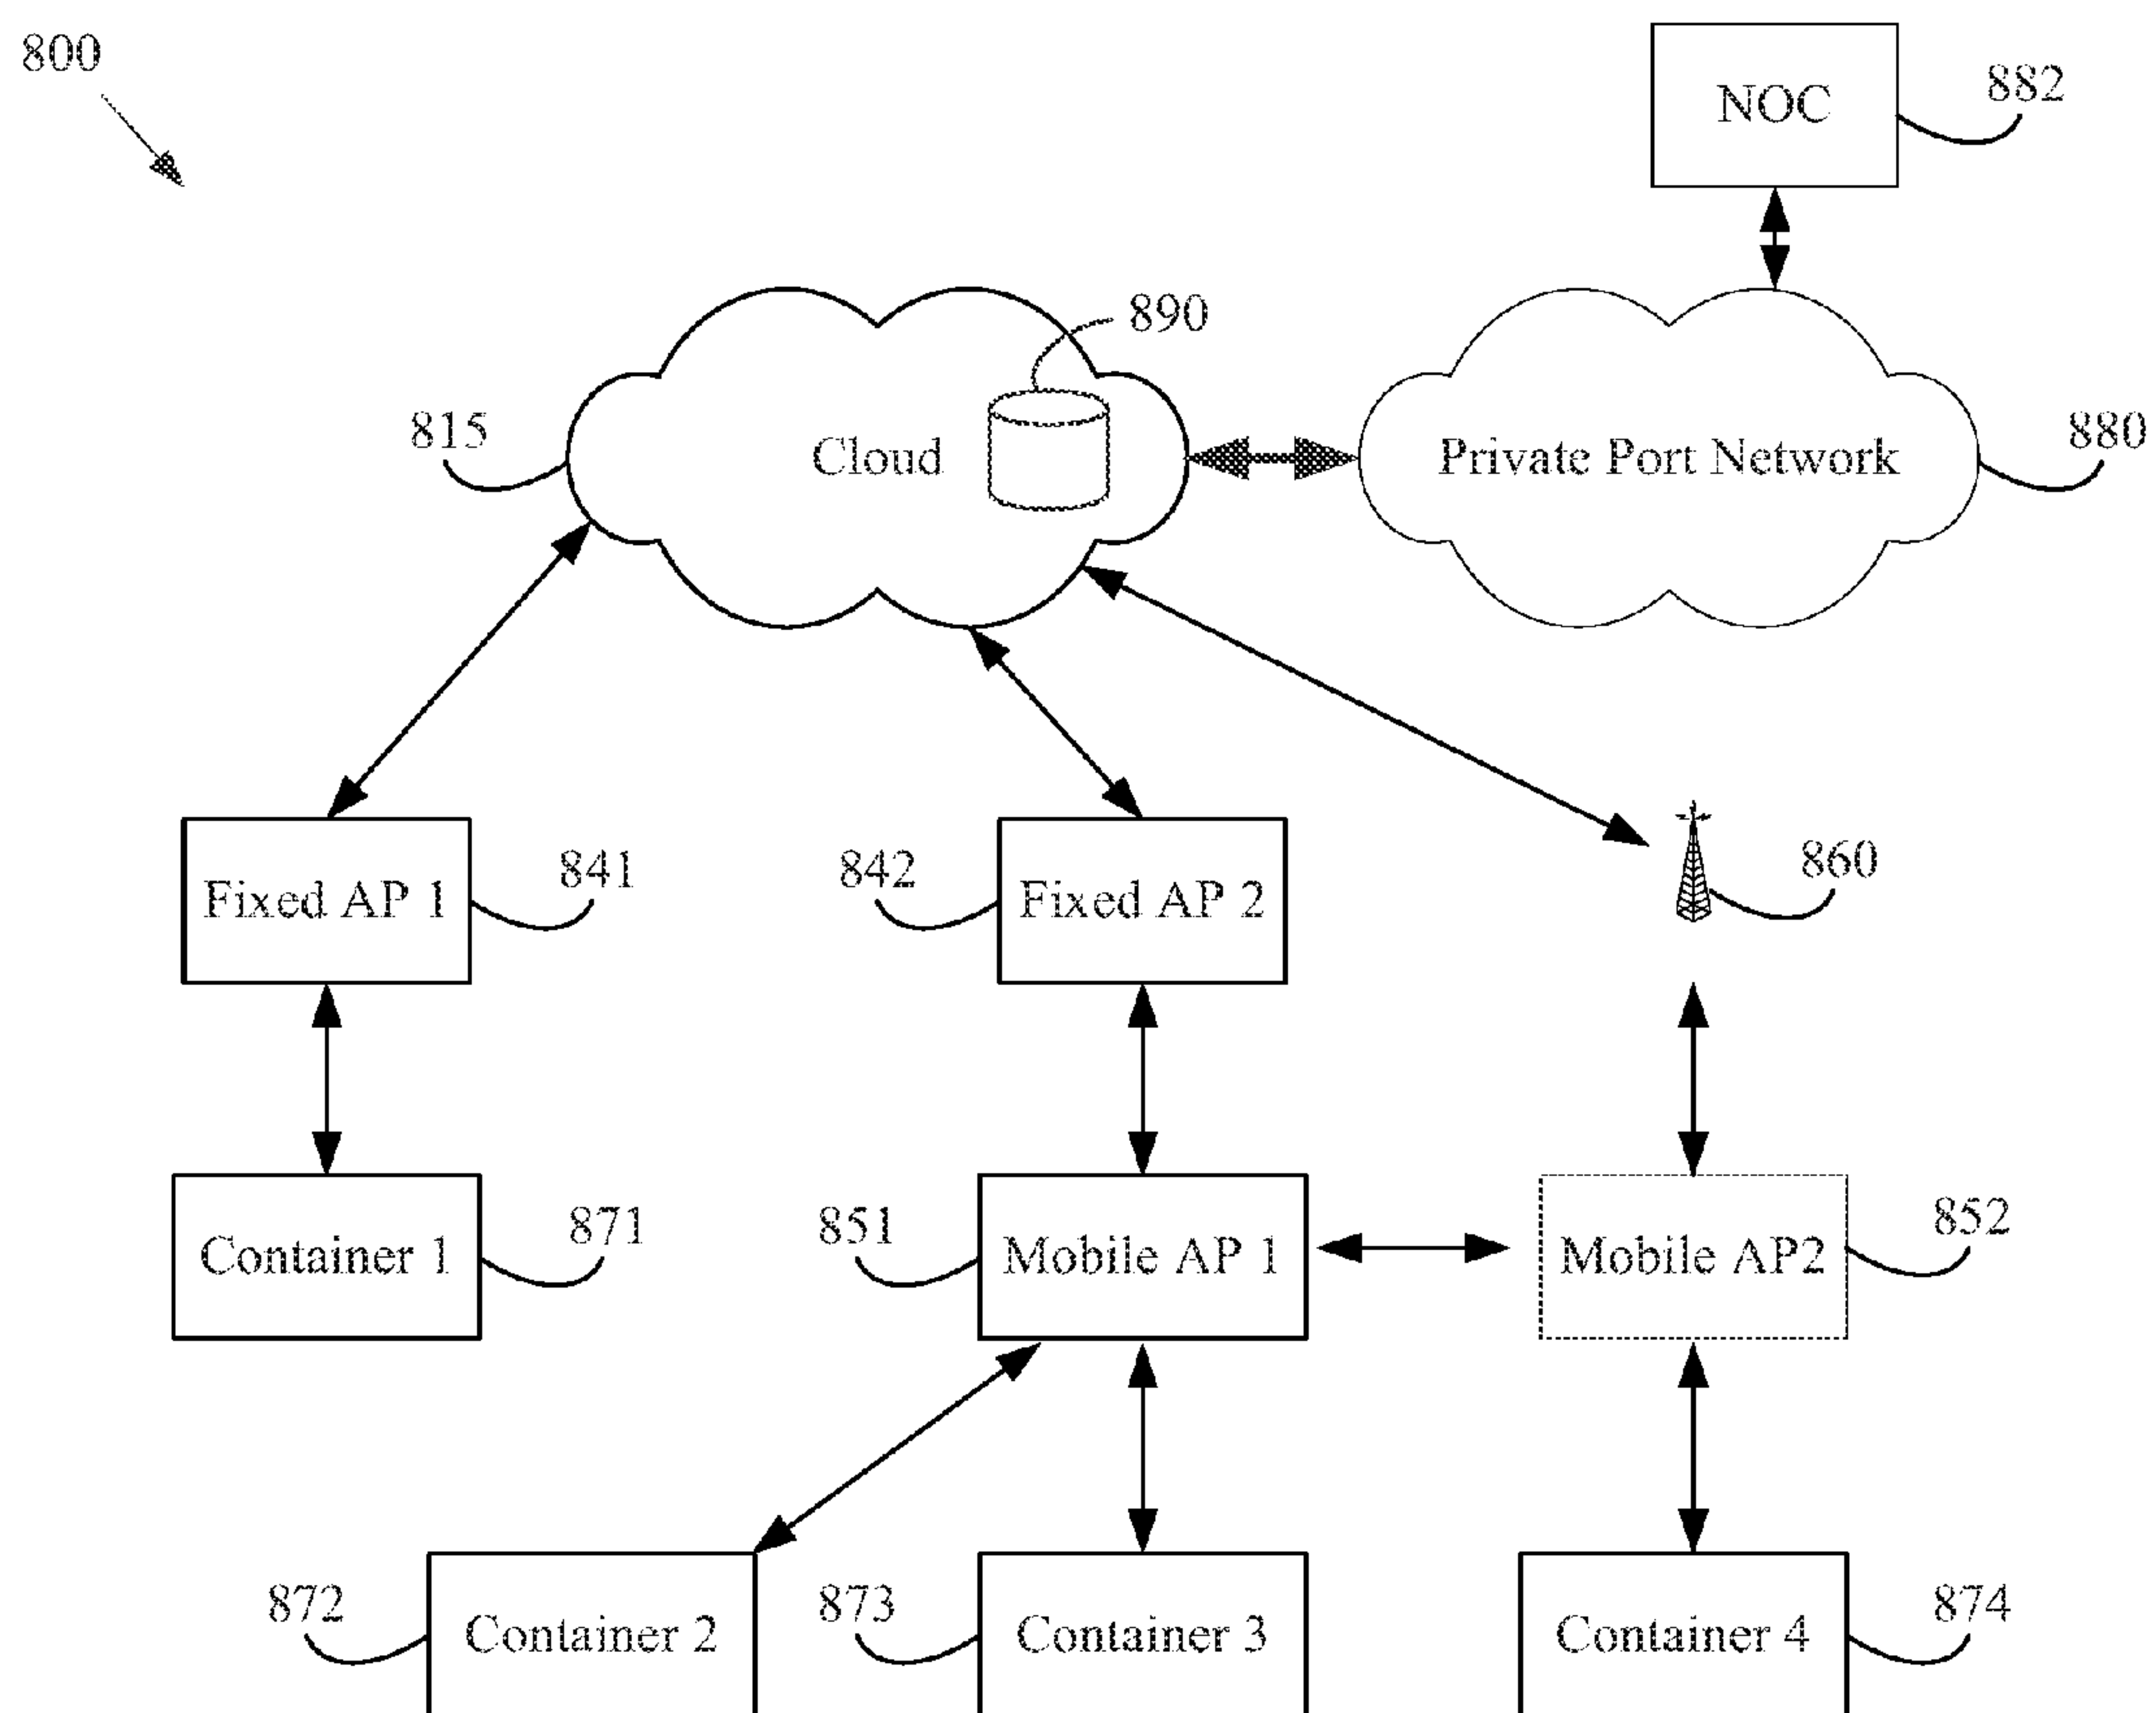 800
NOC
882
890
815
Cloud
Private Port Network
880
Fixed AP 1
841
842
Fixed AP 2
860
Container 1
871
851
Mobile AP 1
Mobile AP2
852
872
Container 2
873
Container 3
Container 4
874